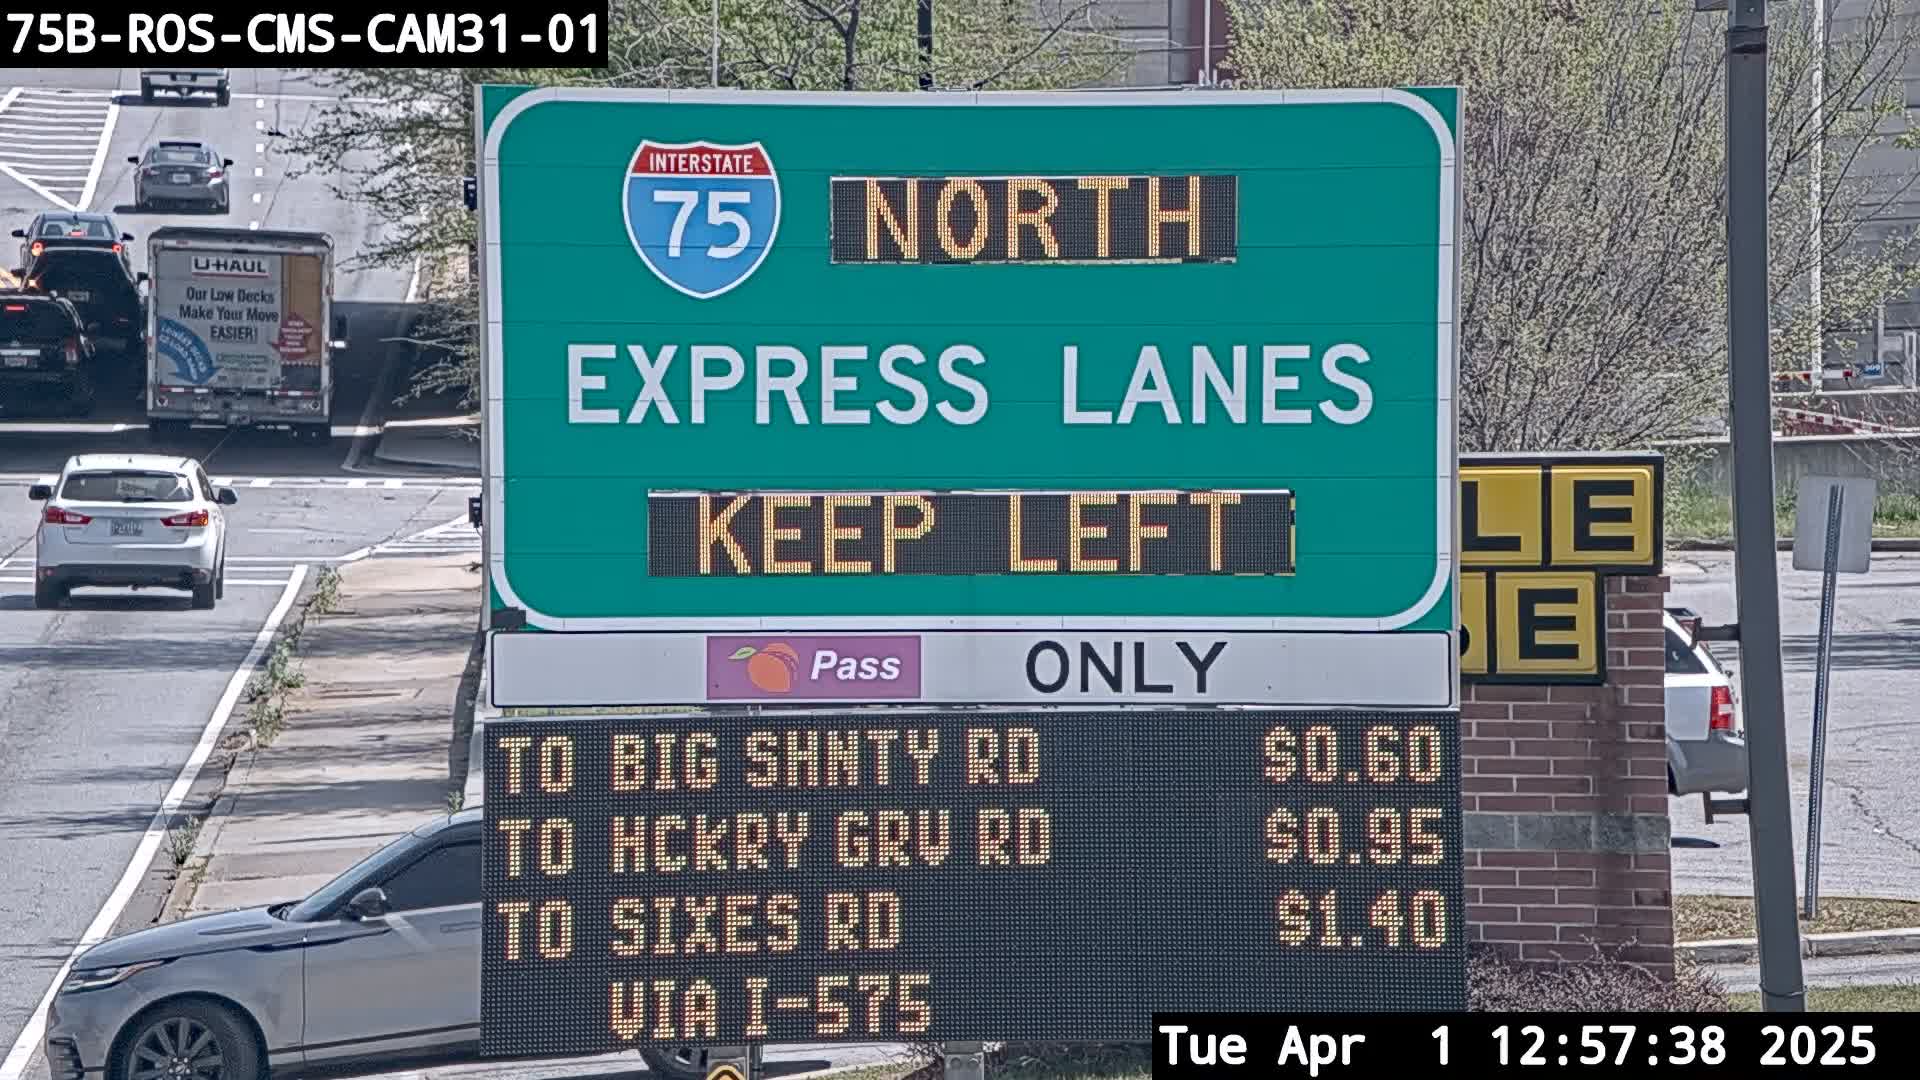 75B-ROS-CMS-CAM31-01
INTERSTATE
75
NORTH
EXPRESS LANES
KEEP LEFT
Pass ONLY
TO BIG SHNTY RD $0.60
TO HCKRY GRV RD $0.95
TO SIXES RD $1.40
VIA I-575
U-HAUL
Our Low Decks
Make Your Move
EASIER!
LE
E
Tue Apr 1 12:57:38 2025